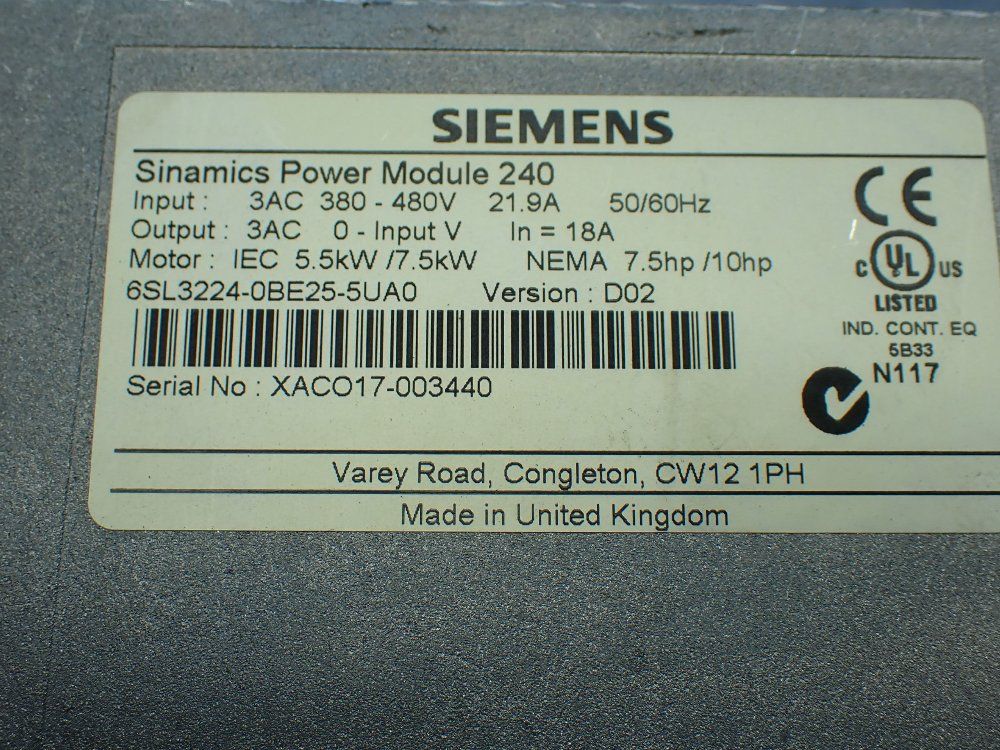 SIEMENS
Sinamics Power Module 240
Input : 3AC 380 - 480V 21.9A 50/60Hz
Output : 3AC 0 - Input V In = 18A
Motor : IEC 5.5kW /7.5kW NEMA 7.5hp /10hp
6SL3224-0BE25-5UA0 Version : D02
Serial No : XACO17-003440
CE
C UL US
LISTED
IND. CONT. EQ
5B33
N117
Varey Road, Congleton, CW12 1PH
Made in United Kingdom